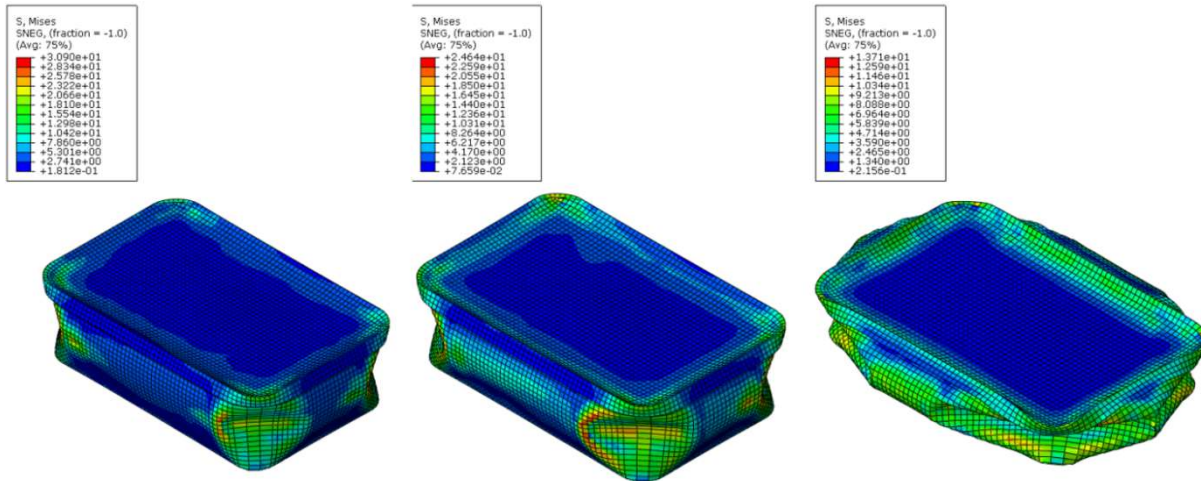 S, Mises
SNEG, (fraction = -1.0)
(Avg: 75%)
+3.090e+01
+2.834e+01
+2.578e+01
+2.322e+01
+2.066e+01
+1.810e+01
+1.554e+01
+1.298e+01
+1.042e+01
+7.860e+00
+5.301e+00
+2.741e+00
+1.812e-01
S, Mises
SNEG, (fraction = -1.0)
(Avg: 75%)
+2.464e+01
+2.259e+01
+2.055e+01
+1.850e+01
+1.645e+01
+1.440e+01
+1.236e+01
+1.031e+01
+8.264e+00
+6.217e+00
+4.170e+00
+2.123e+00
+7.659e-02
S, Mises
SNEG, (fraction = -1.0)
(Avg: 75%)
+1.371e+01
+1.259e+01
+1.146e+01
+1.034e+01
+9.213e+00
+8.088e+00
+6.964e+00
+5.839e+00
+4.714e+00
+3.590e+00
+2.465e+00
+1.340e+00
+2.156e-01